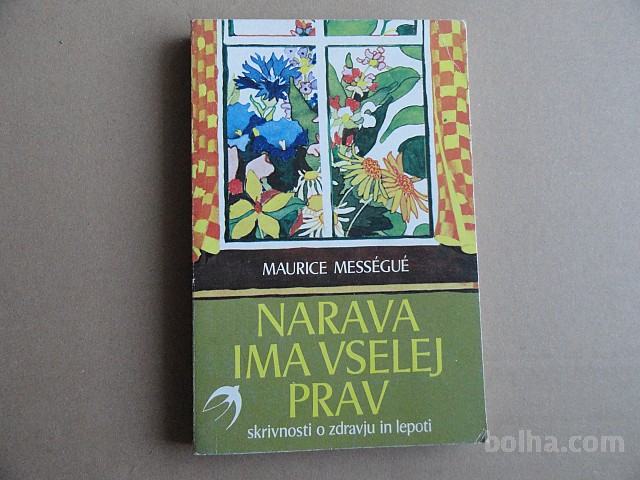 MAURICE MESSÉGUÉ
NARAVA
IMA VSELEJ
PRAV
skrivnosti o zdravju in lepoti
bolha.com